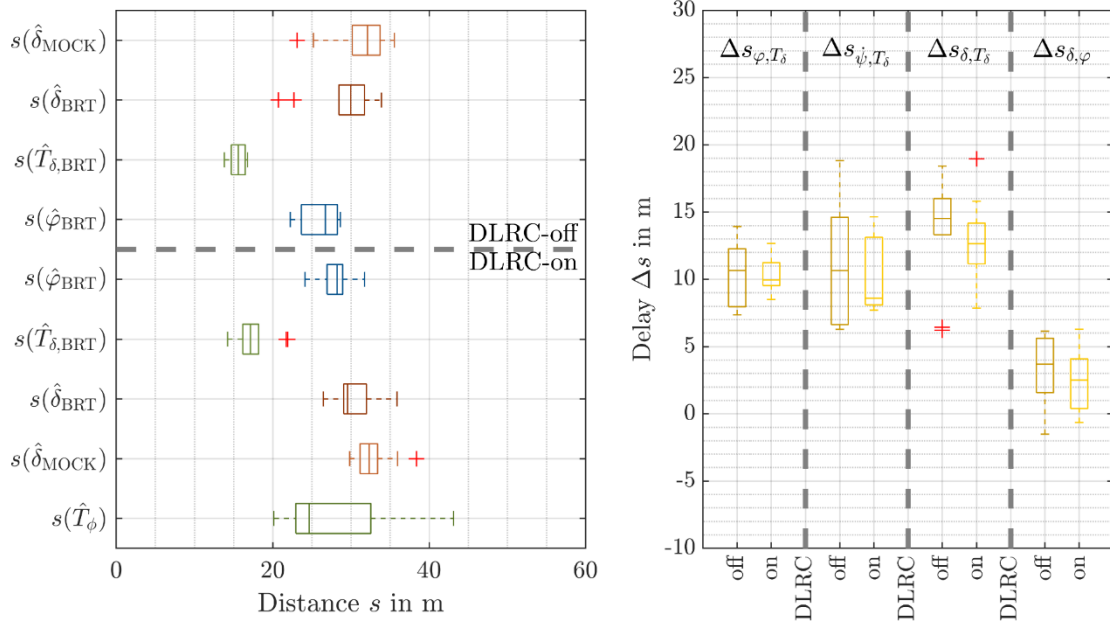 s(δ̂_MOCK)
s(δ̂_BRT)
s(T̂_δ,BRT)
s(φ̂_BRT)
DLRC-off
DLRC-on
s(φ̂_BRT)
s(T̂_δ,BRT)
s(δ̂_BRT)
s(δ̂_MOCK)
s(T̂_ϕ)
0 20 40 60
Distance s in m
30
25
20
15
10
5
0
-5
-10
Delay Δs in m
Δs_φ,T_δ Δs_ψ̇,T_δ Δs_δ,T_δ Δs_δ,φ
off on DLRC off on DLRC off on DLRC off on